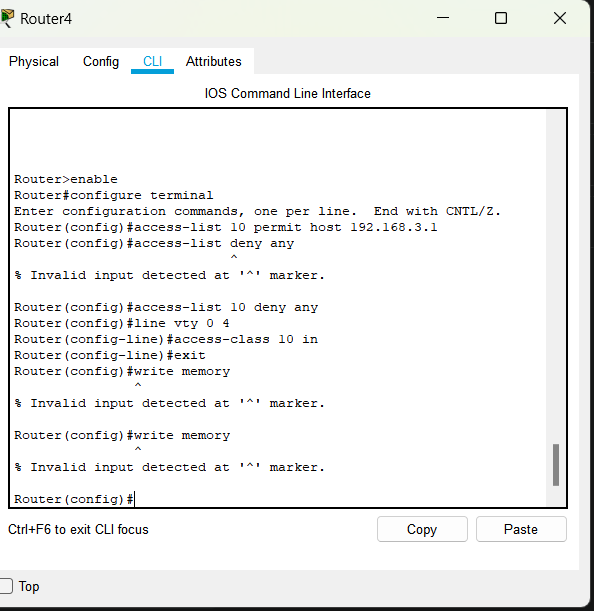 Router4
Physical Config CLI Attributes
IOS Command Line Interface
Router>enable
Router#configure terminal
Enter configuration commands, one per line.  End with CNTL/Z.
Router(config)#access-list 10 permit host 192.168.3.1
Router(config)#access-list deny any
^
% Invalid input detected at '^' marker.
Router(config)#access-list 10 deny any
Router(config)#line vty 0 4
Router(config-line)#access-class 10 in
Router(config-line)#exit
Router(config)#write memory
^
% Invalid input detected at '^' marker.
Router(config)#write memory
^
% Invalid input detected at '^' marker.
Router(config)#
Ctrl+F6 to exit CLI focus
Copy Paste
Top